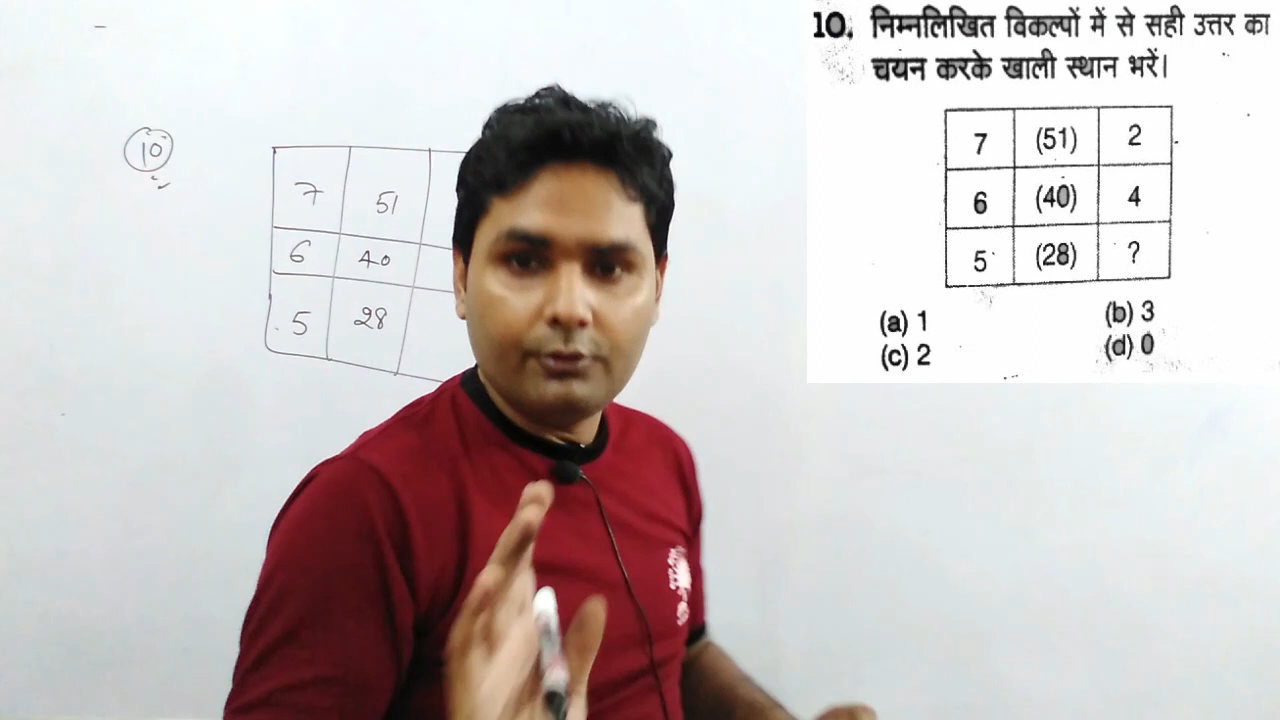 10. निम्नलिखित विकल्पों में से सही उत्तर का
चयन करके खाली स्थान भरें।
7 (51) 2
6 (40) 4
5 (28) ?
(a) 1 (b) 3
(c) 2 (d) 0
10
7 51
6 40
5 28